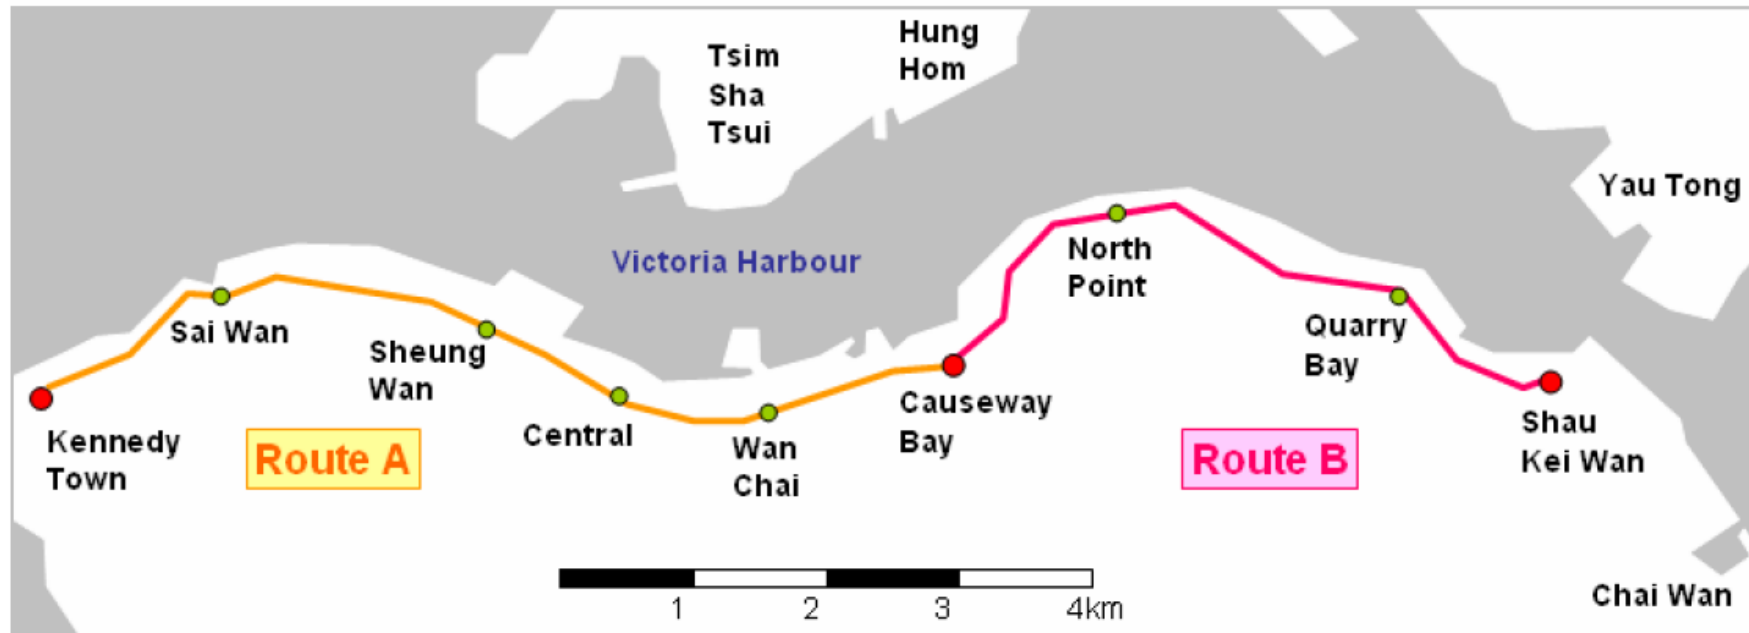 Tsim
Sha
Tsui
Hung
Hom
Yau Tong
Victoria Harbour
North
Point
Sai Wan
Sheung
Wan
Quarry
Bay
Kennedy
Town
Route A
Central
Wan
Chai
Causeway
Bay
Route B
Shau
Kei Wan
1 2 3 4km
Chai Wan